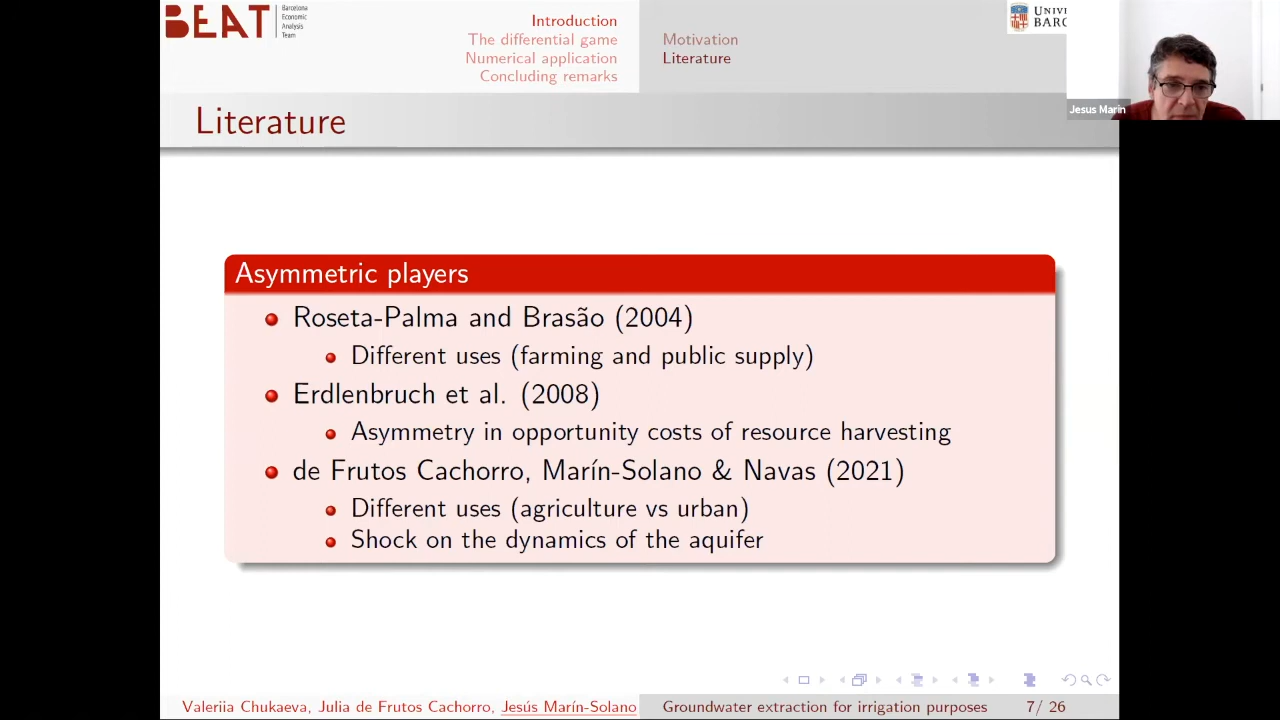 BEAT
Barcelona
Economic
Analysis
Team
Introduction
The differential game
Numerical application
Concluding remarks
Motivation
Literature
UNIVI
BARC
Jesus Marin
Literature
Asymmetric players
Roseta-Palma and Brasão (2004)
Different uses (farming and public supply)
Erdlenbruch et al. (2008)
Asymmetry in opportunity costs of resource harvesting
de Frutos Cachorro, Marín-Solano & Navas (2021)
Different uses (agriculture vs urban)
Shock on the dynamics of the aquifer
Valeriia Chukaeva, Julia de Frutos Cachorro, Jesús Marín-Solano
Groundwater extraction for irrigation purposes
7/ 26